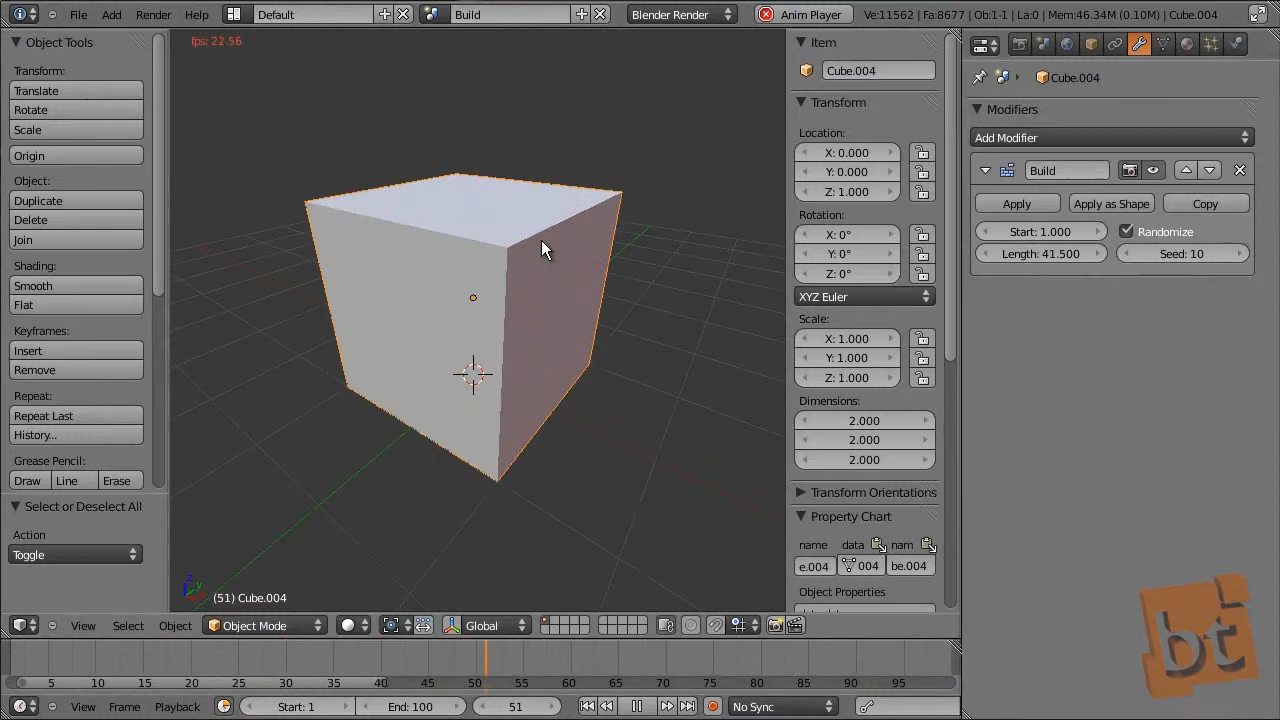 File Add Render Help Default Build Blender Render Anim Player Ve:11562 | Fa:8677 | Ob:1-1 | La:0 | Mem:46.34M (0.10M) | Cube.004
Object Tools
Transform:
Translate
Rotate
Scale
Origin
Object:
Duplicate
Delete
Join
Shading:
Smooth
Flat
Keyframes:
Insert
Remove
Repeat:
Repeat Last
History...
Grease Pencil:
Draw Line Erase
Select or Deselect All
Action
Toggle
fps: 22.56
(51) Cube.004
Item
Cube.004
Transform
Location:
X: 0.000
Y: 0.000
Z: 1.000
Rotation:
X: 0°
Y: 0°
Z: 0°
XYZ Euler
Scale:
X: 1.000
Y: 1.000
Z: 1.000
Dimensions:
2.000
2.000
2.000
Transform Orientations
Property Chart
name data nam
e.004 004 be.004
Object Properties
Cube.004
Modifiers
Add Modifier
Build
Apply Apply as Shape Copy
Start: 1.000 Randomize
Length: 41.500 Seed: 10
View Select Object Object Mode Global
5 10 15 20 25 30 35 40 45 50 55 60 65 70 75 80 85 90 95
View Frame Playback Start: 1 End: 100 51 No Sync
bt